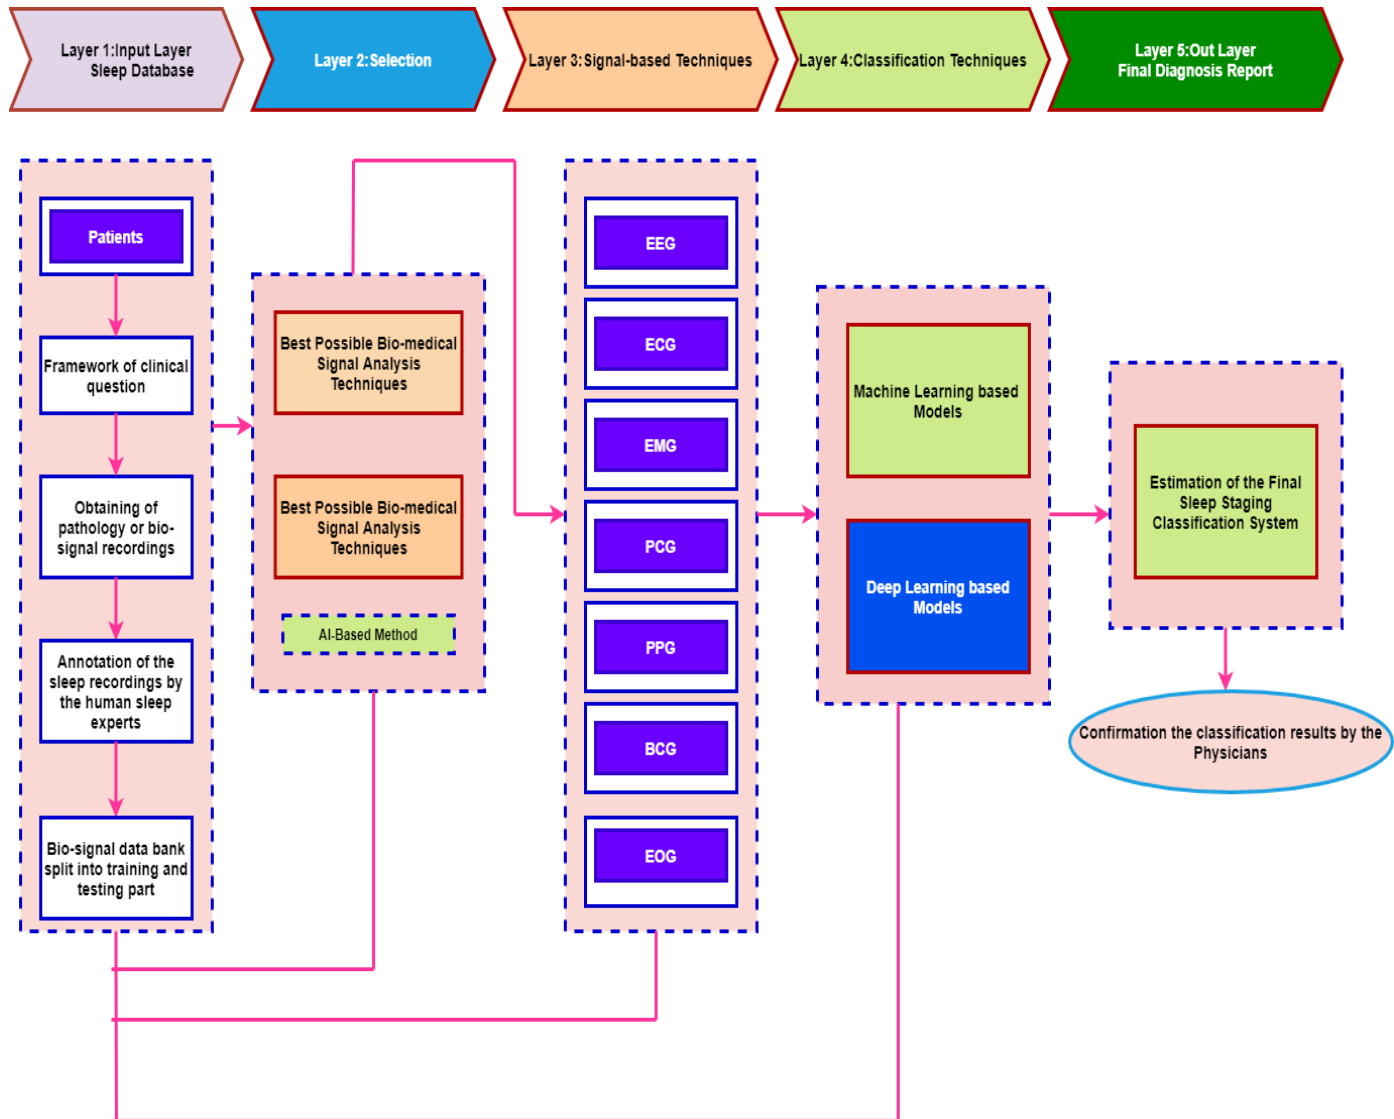 Layer 1:Input Layer
Sleep Database
Layer 2:Selection
Layer 3:Signal-based Techniques
Layer 4:Classification Techniques
Layer 5:Out Layer
Final Diagnosis Report
Patients
Framework of clinical
question
Obtaining of
pathology or bio-
signal recordings
Annotation of the
sleep recordings by
the human sleep
experts
Bio-signal data bank
split into training and
testing part
Best Possible Bio-medical
Signal Analysis
Techniques
Best Possible Bio-medical
Signal Analysis
Techniques
AI-Based Method
EEG
ECG
EMG
PCG
PPG
BCG
EOG
Machine Learning based
Models
Deep Learning based
Models
Estimation of the Final
Sleep Staging
Classification System
Confirmation the classification results by the
Physicians